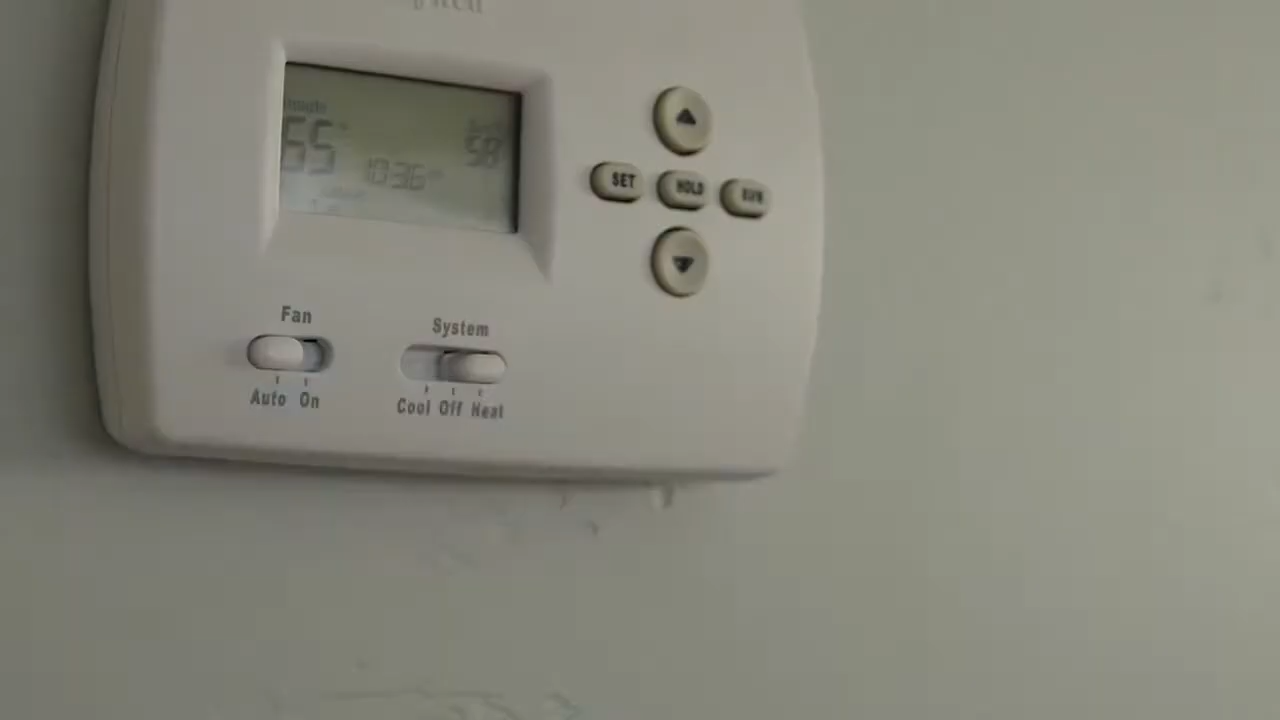 65
58
10:36
SET
HOLD
RUN
Fan
System
Auto On
Cool Off Heat